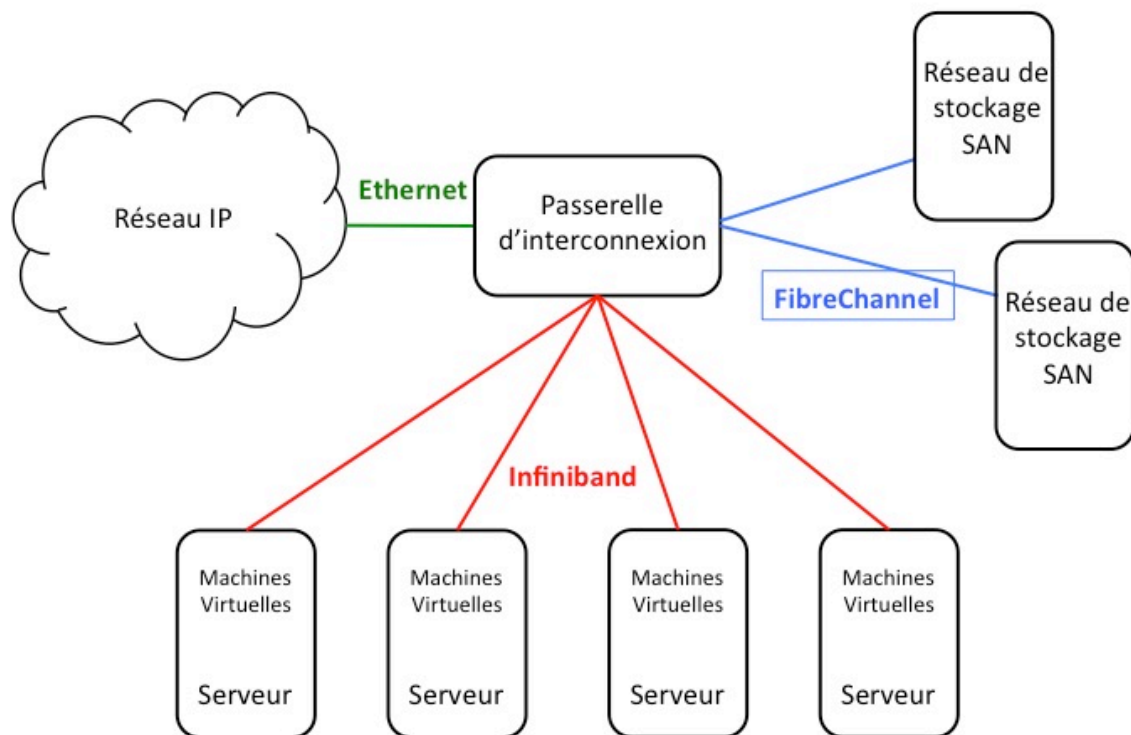 Réseau de
stockage
SAN
Ethernet
Passerelle
d’interconnexion
Réseau IP
FibreChannel
Réseau de
stockage
SAN
Infiniband
Machines
Virtuelles
Serveur
Machines
Virtuelles
Serveur
Machines
Virtuelles
Serveur
Machines
Virtuelles
Serveur